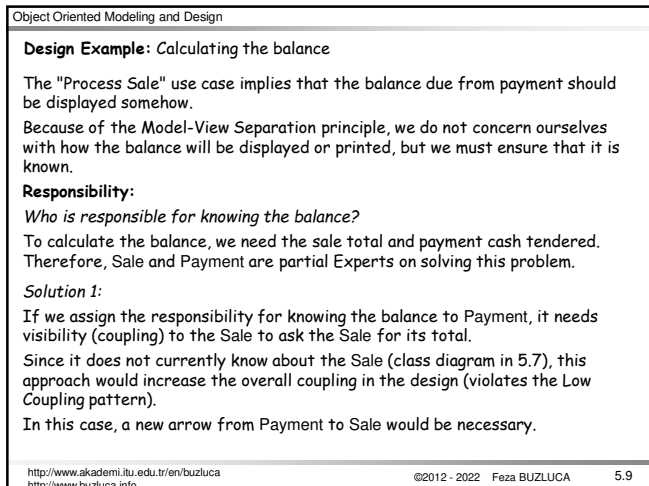 Object Oriented Modeling and Design
Design Example: Calculating the balance
The "Process Sale" use case implies that the balance due from payment should
be displayed somehow.
Because of the Model-View Separation principle, we do not concern ourselves
with how the balance will be displayed or printed, but we must ensure that it is
known.
Responsibility:
Who is responsible for knowing the balance?
To calculate the balance, we need the sale total and payment cash tendered.
Therefore, Sale and Payment are partial Experts on solving this problem.
Solution 1:
If we assign the responsibility for knowing the balance to Payment, it needs
visibility (coupling) to the Sale to ask the Sale for its total.
Since it does not currently know about the Sale (class diagram in 5.7), this
approach would increase the overall coupling in the design (violates the Low
Coupling pattern).
In this case, a new arrow from Payment to Sale would be necessary.
http://www.akademi.itu.edu.tr/en/buzluca ©2012 - 2022 Feza BUZLUCA 5.9
http://www.buzluca.info